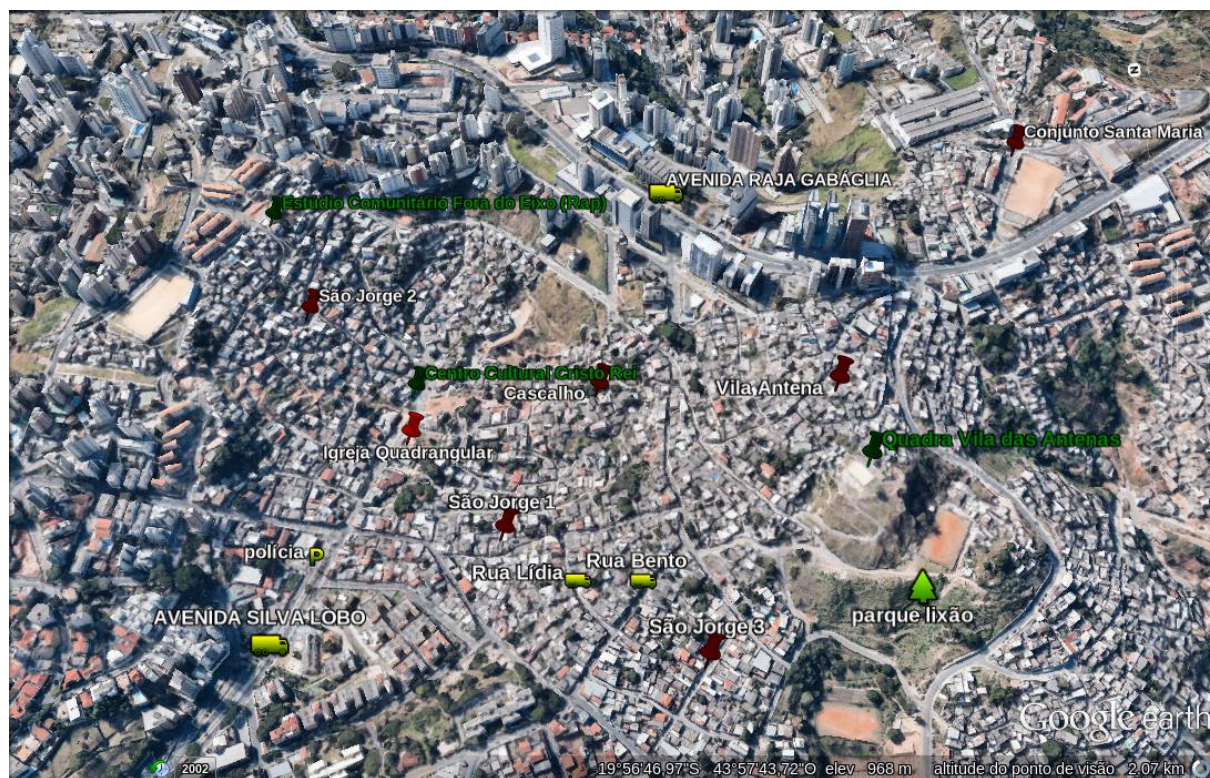 Conjunto Santa Maria
AVENIDA RAJA GABÁGLIA
Estúdio Comunitário Fora do Eixo (Rap)
São Jorge 2
Centro Cultural Cristo Rei
Cascalho
Vila Antena
Igreja Quadrangular
Quadra Vila das Antenas
São Jorge 1
polícia P
Rua Lídia
Rua Bento
AVENIDA SILVA LOBO
São Jorge 3
parque lixão
Google earth
2002
19°56'46,97"S 43°57'43,72"O elev 968 m altitude do ponto de visão 2.07 km